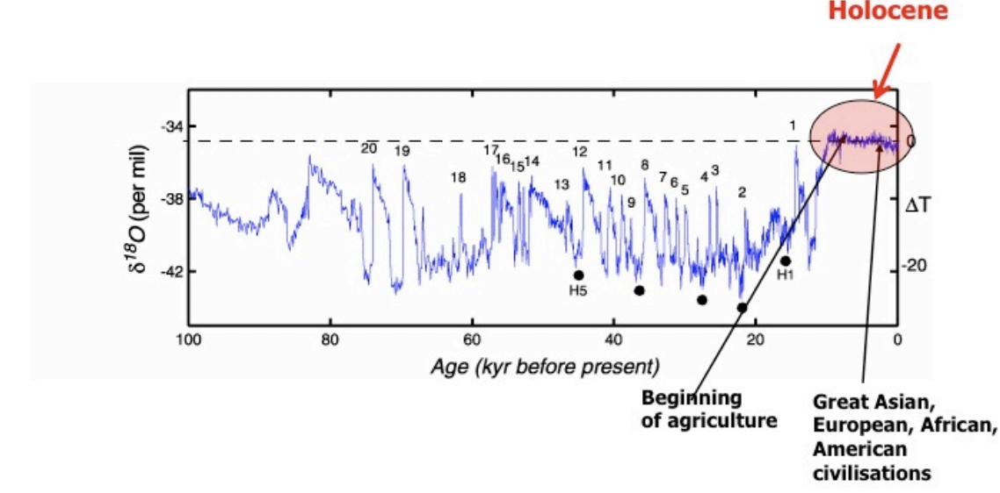 Holocene
-34
-38
-42
δ18O (per mil)
20
19
18
17
16
15
14
13
12
11
10
9
8
7
6
5
4
3
2
1
0
ΔT
-20
H5
H1
100
80
60
40
20
0
Age (kyr before present)
Beginning
of agriculture
Great Asian,
European, African,
American
civilisations